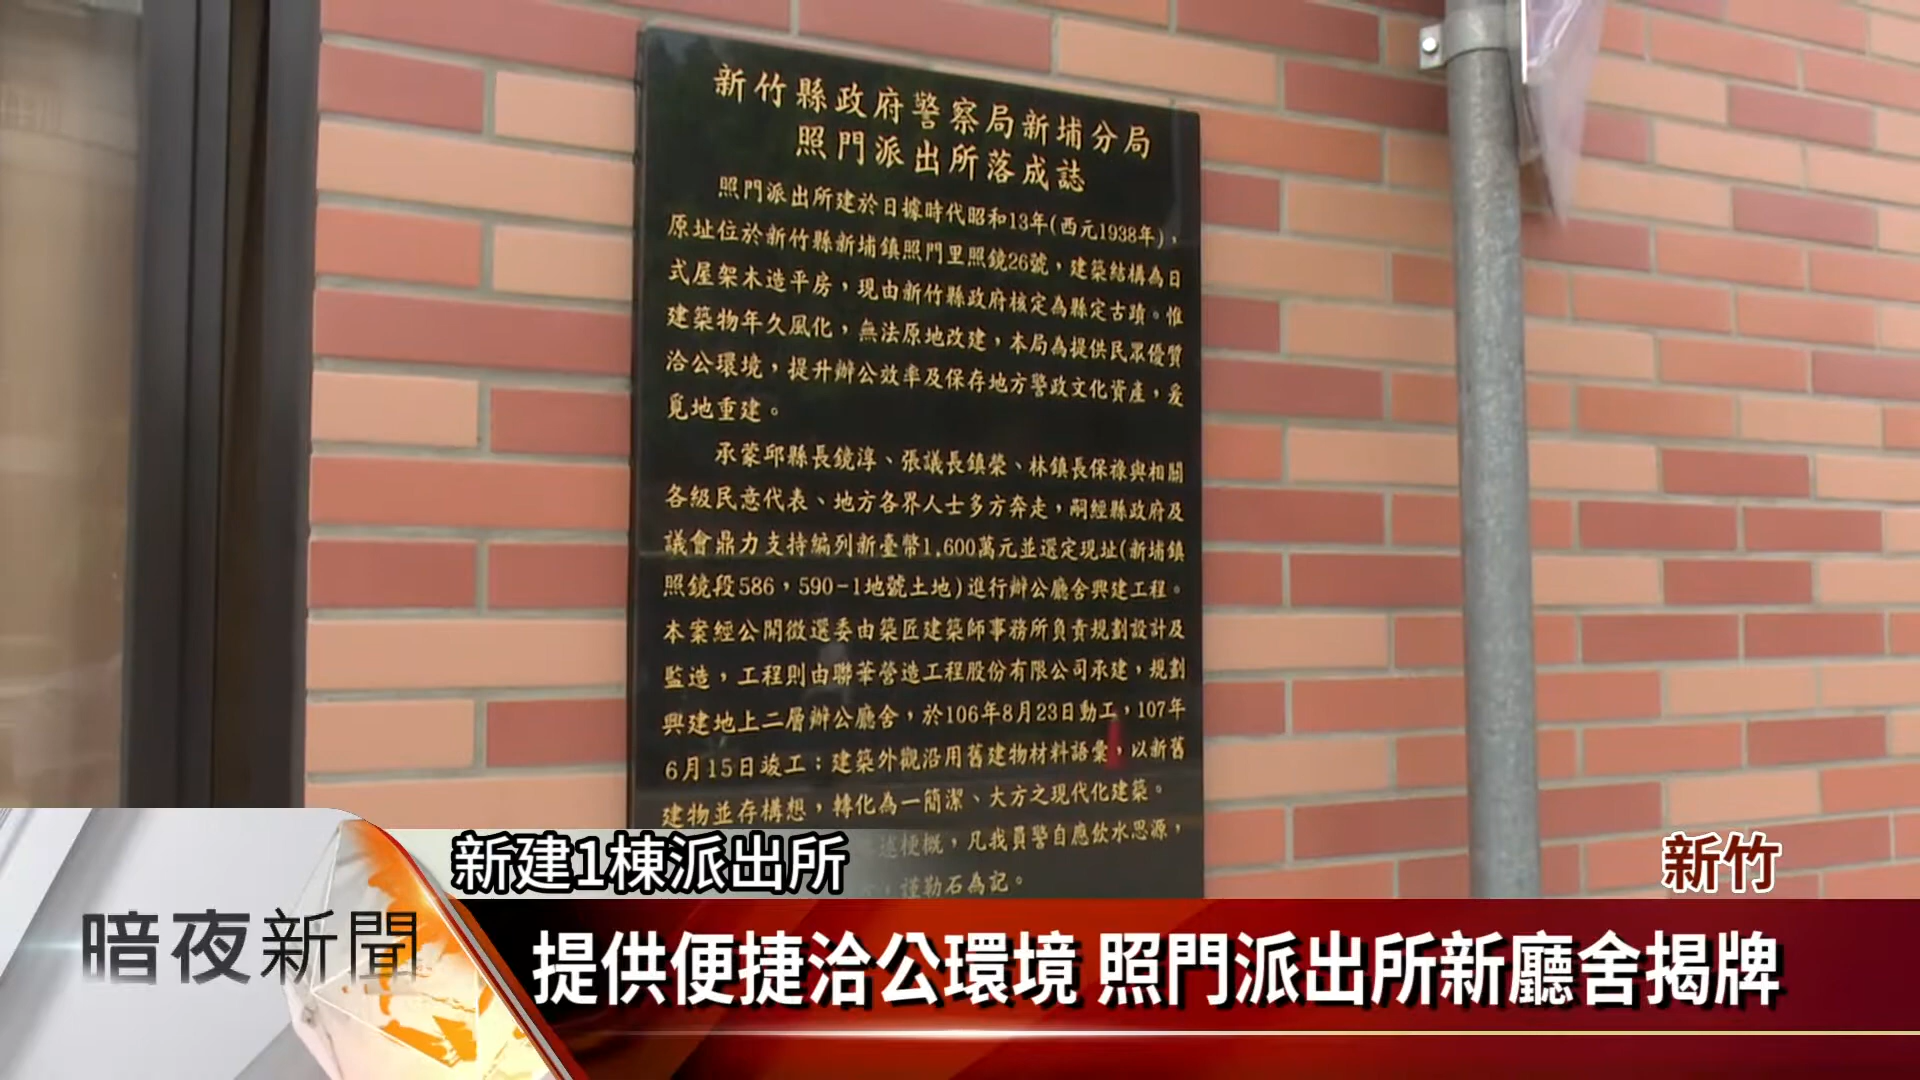 新竹縣政府警察局新埔分局
照門派出所落成誌
照門派出所建於日據時代昭和13年(西元1938年)，
原址位於新竹縣新埔鎮照門里照鏡26號，建築結構為日
式屋架木造平房，現由新竹縣政府核定為縣定古蹟。惟
建築物年久風化，無法原地改建，本局為提供民眾優質
洽公環境，提升辦公效率及保存地方警政文化資產，爰
覓地重建。
承蒙邱縣長鏡淳、張議長鎮榮、林鎮長保祿與相關
各級民意代表、地方各界人士多方奔走，嗣經縣政府及
議會鼎力支持編列新臺幣1,600萬元並選定現址(新埔鎮
照鏡段586，590-1地號土地)進行辦公廳舍興建工程。
本案經公開徵選委由築匠建築師事務所負責規劃設計及
監造，工程則由聯華營造工程股份有限公司承建，規劃
興建地上二層辦公廳舍，於106年8月23日動工，107年
6月15日竣工；建築外觀沿用舊建物材料語彙，以新舊
建物並存構想，轉化為一簡潔、大方之現代化建築。
述梗概，凡我員警自應飲水思源，
，謹勒石為記。
新建1棟派出所
新竹
暗夜新聞
提供便捷洽公環境 照門派出所新廳舍揭牌